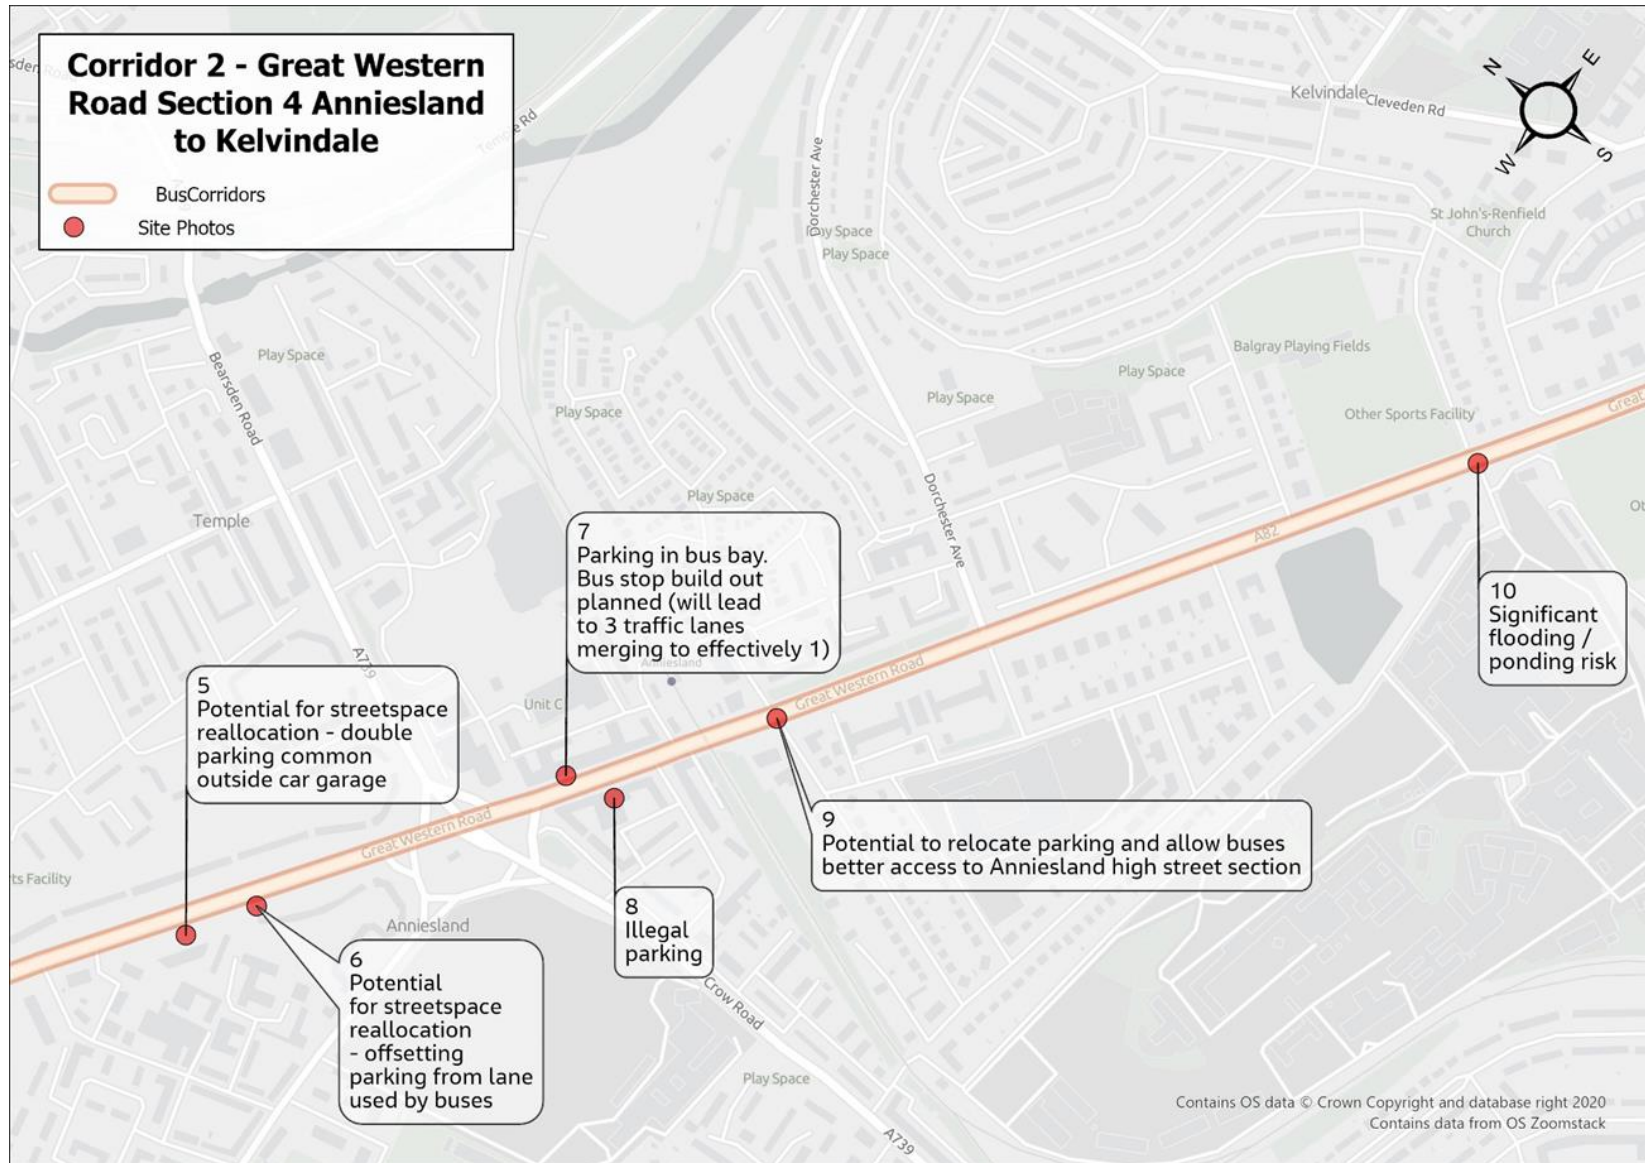 Corridor 2 - Great Western
Road Section 4 Anniesland
to Kelvindale
BusCorridors
Site Photos
N
E
S
W
Kelvindale
Cleveden Rd
Dorchester Ave
Play Space
St John's-Renfield
Church
Play Space
Bearsden Road
Play Space
Play Space
Play Space
Play Space
Balgray Playing Fields
Other Sports Facility
Great
Temple
Play Space
Dorchester Ave
A82
7
Parking in bus bay.
Bus stop build out
planned (will lead
to 3 traffic lanes
merging to effectively 1)
Anniesland
10
Significant
flooding /
ponding risk
A739
5
Potential for streetspace
reallocation - double
parking common
outside car garage
Unit C
Great Western Road
Great Western Road
9
Potential to relocate parking and allow buses
better access to Anniesland high street section
ts Facility
Anniesland
8
Illegal
parking
6
Potential
for streetspace
reallocation
- offsetting
parking from lane
used by buses
Crow Road
Play Space
A739
Contains OS data © Crown Copyright and database right 2020
Contains data from OS Zoomstack